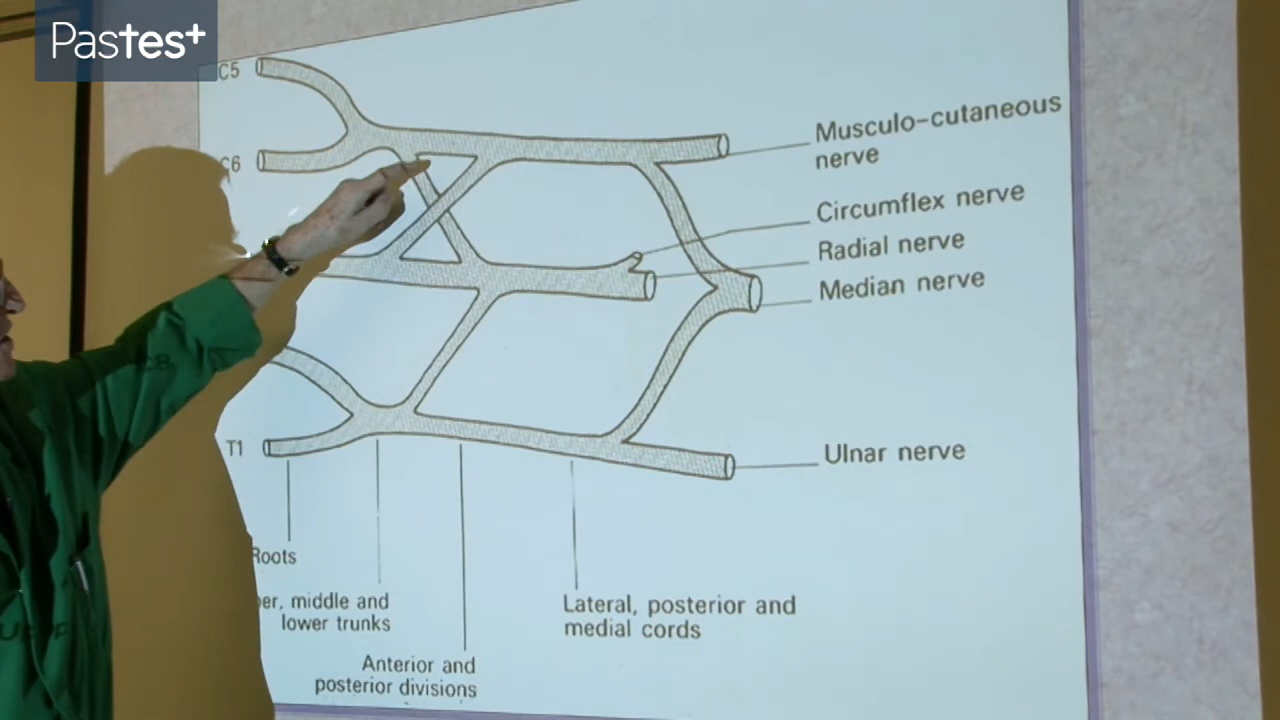 Pastest+
C5
C6
Musculo-cutaneous
nerve
Circumflex nerve
Radial nerve
Median nerve
C8
T1
Ulnar nerve
Roots
middle and
lower trunks
Lateral, posterior and
medial cords
Anterior and
posterior divisions